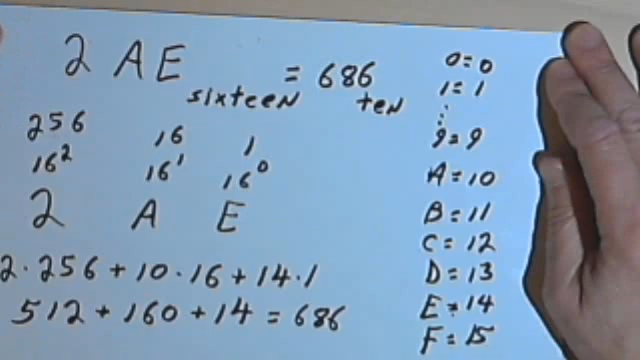 2 A E sixteen = 686 ten
256 16 1
16² 16¹ 16⁰
2 A E
2 · 256 + 10 · 16 + 14 · 1
512 + 160 + 14 = 686
0 = 0
1 = 1
⋮
9 = 9
A = 10
B = 11
C = 12
D = 13
E = 14
F = 15